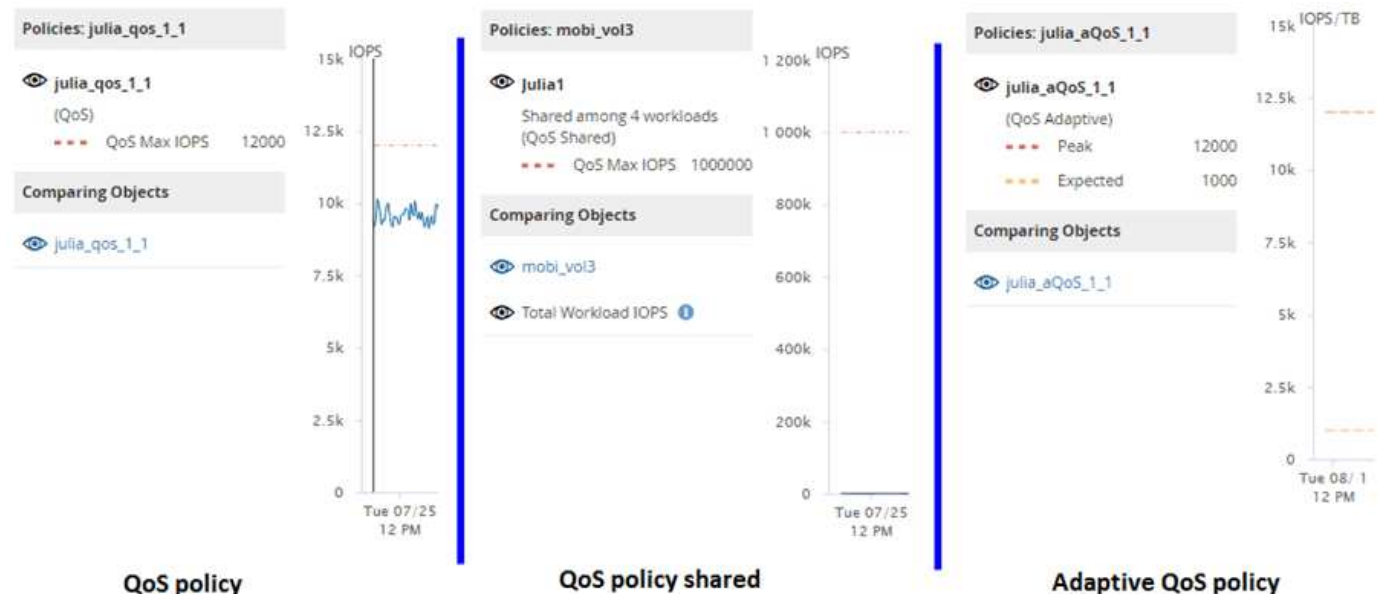 Policies: julia_qos_1_1
julia_qos_1_1
(QoS)
QoS Max IOPS 12000
Comparing Objects
julia_qos_1_1
IOPS
15k
12.5k
10k
7.5k
5k
2.5k
0
Tue 07/25
12 PM
QoS policy
Policies: mobi_vol3
Julia1
Shared among 4 workloads
(QoS Shared)
QoS Max IOPS 1000000
Comparing Objects
mobi_vol3
Total Workload IOPS i
IOPS
1 200k
1 000k
800k
600k
400k
200k
0
Tue 07/25
12 PM
QoS policy shared
Policies: julia_aQoS_1_1
julia_aQoS_1_1
(QoS Adaptive)
Peak 12000
Expected 1000
Comparing Objects
julia_aQoS_1_1
IOPS/TB
15k
12.5k
10k
7.5k
5k
2.5k
0
Tue 08/ 1
12 PM
Adaptive QoS policy